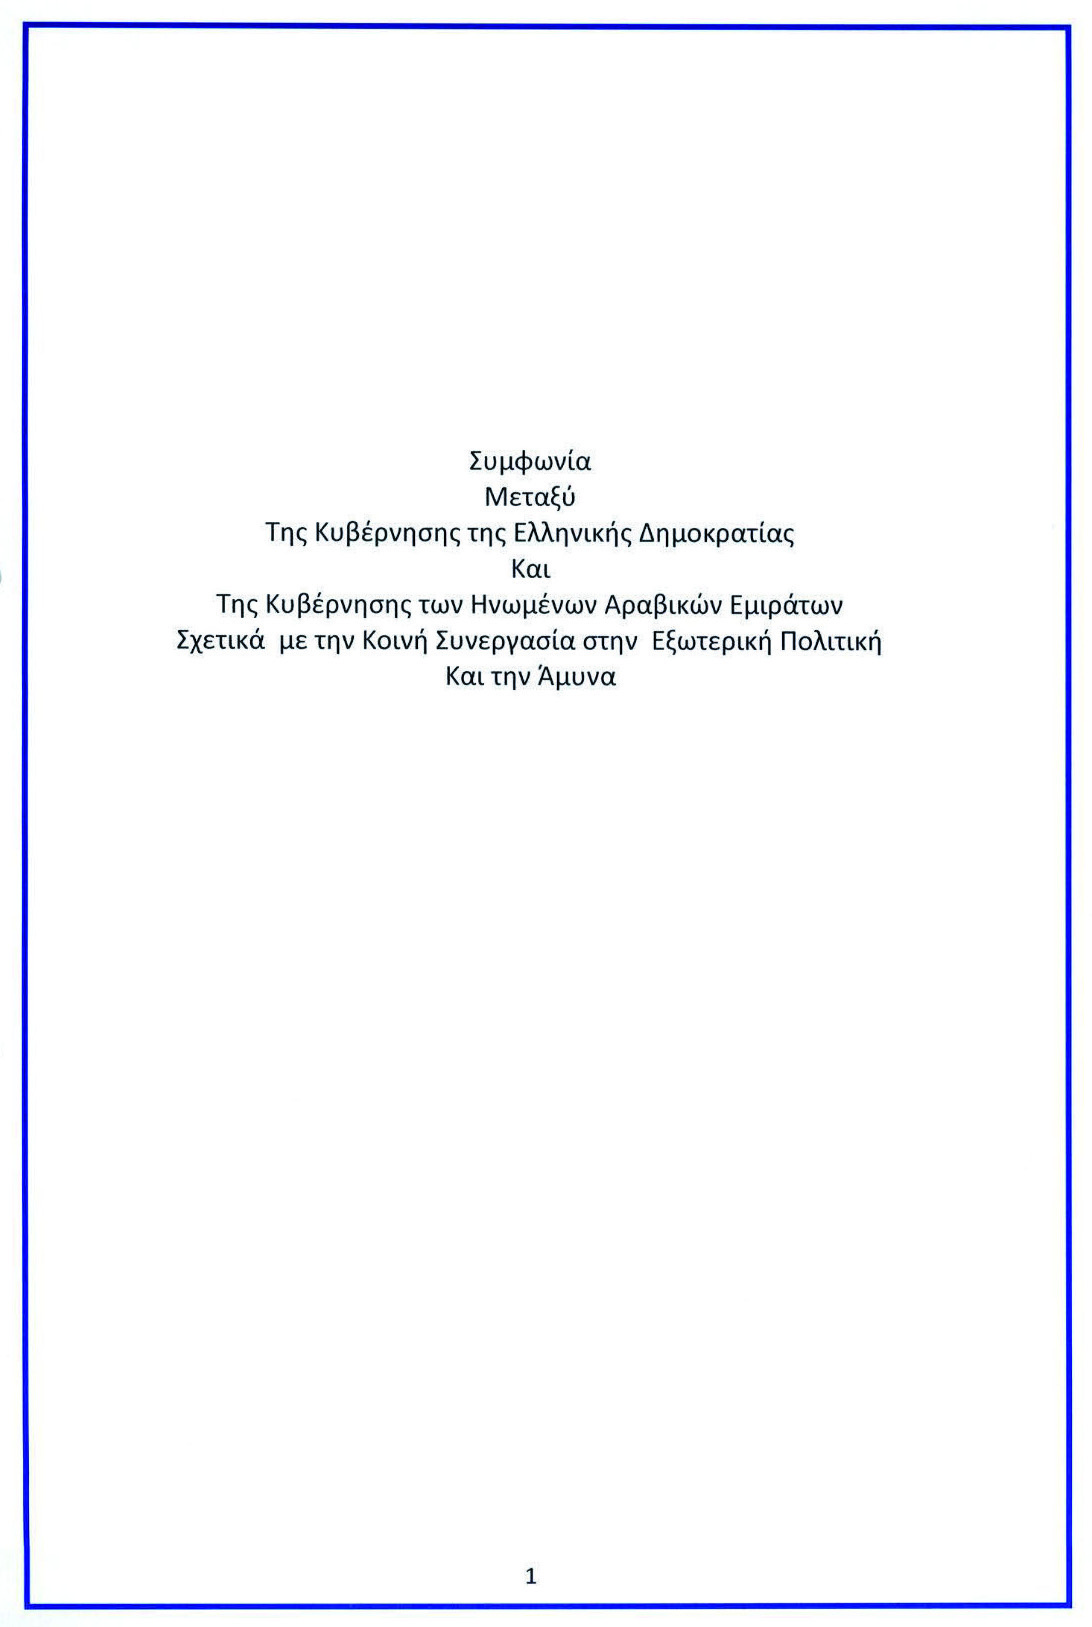 Συμφωνία
Μεταξύ
Της Κυβέρνησης της Ελληνικής Δημοκρατίας
Και
Της Κυβέρνησης των Ηνωμένων Αραβικών Εμιράτων
Σχετικά με την Κοινή Συνεργασία στην Εξωτερική Πολιτική
Και την Άμυνα
1